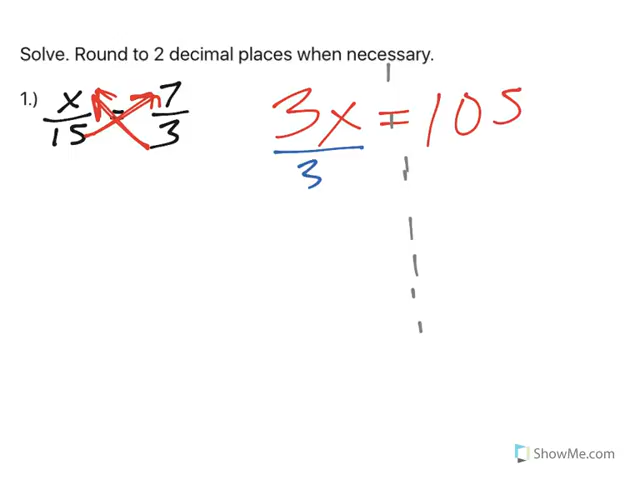 Solve. Round to 2 decimal places when necessary.
1.) x/15 = 7/3
3x = 105
3
ShowMe.com